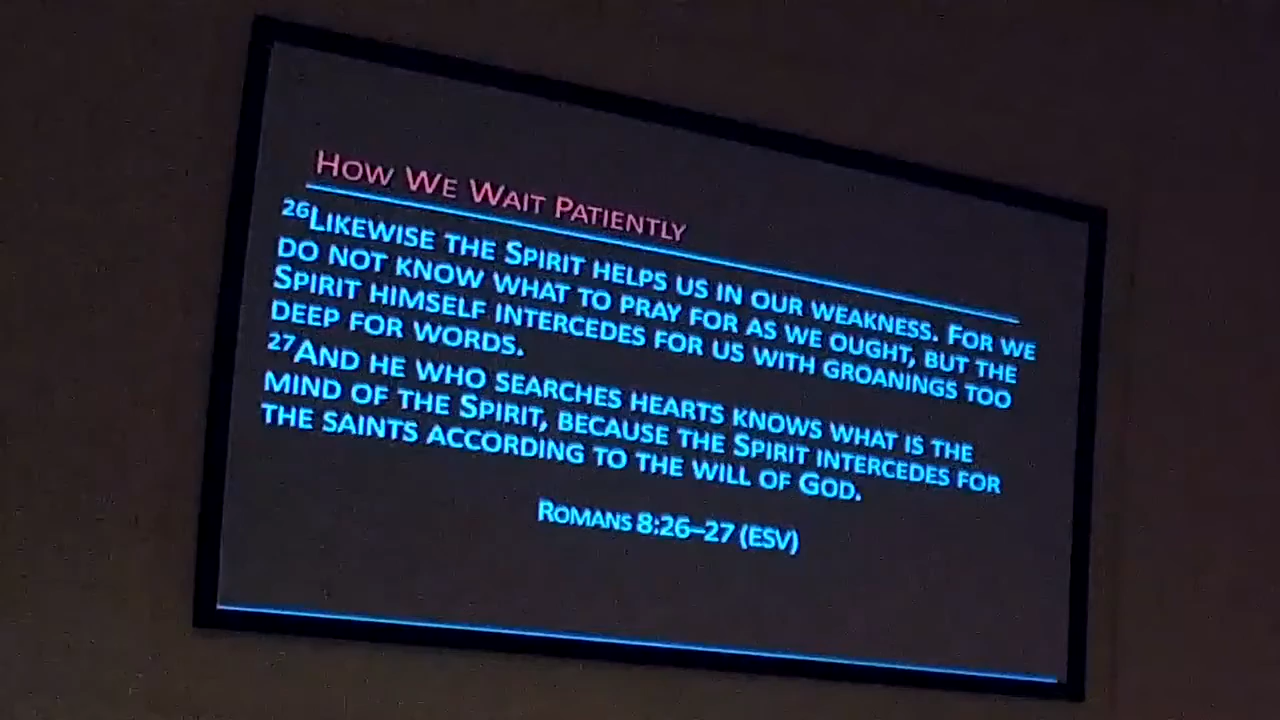 How We Wait Patiently
26Likewise the Spirit helps us in our weakness. For we
do not know what to pray for as we ought, but the
Spirit himself intercedes for us with groanings too
deep for words.
27And he who searches hearts knows what is the
mind of the Spirit, because the Spirit intercedes for
the saints according to the will of God.
Romans 8:26–27 (ESV)